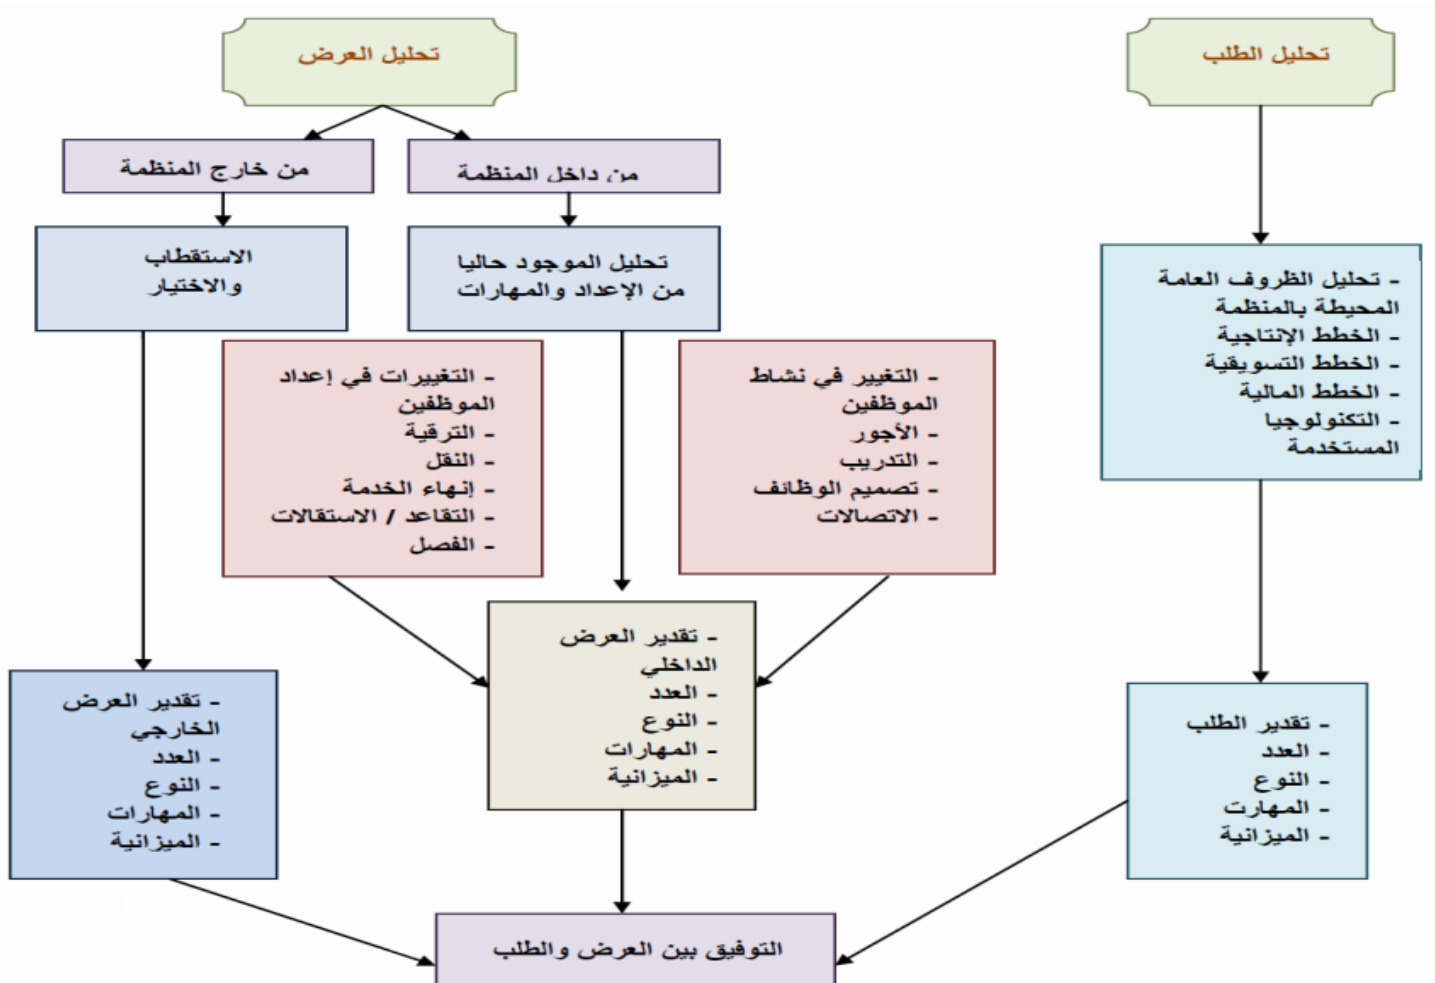 تحليل الطلب
تحليل العرض
من داخل المنظمة
من خارج المنظمة
- تحليل الظروف العامة
المحيطة بالمنظمة
- الخطط الإنتاجية
- الخطط التسويقية
- الخطط المالية
- التكنولوجيا
المستخدمة
تحليل الموجود حاليا
من الإعداد والمهارات
الاستقطاب
والاختيار
- التغيير في نشاط
الموظفين
- الأجور
- التدريب
- تصميم الوظائف
- الاتصالات
- التغييرات في إعداد
الموظفين
- الترقية
- النقل
- إنهاء الخدمة
- التقاعد / الاستقالات
- الفصل
- تقدير الطلب
- العدد
- النوع
- المهارت
- الميزانية
- تقدير العرض
الداخلي
- العدد
- النوع
- المهارات
- الميزانية
- تقدير العرض
الخارجي
- العدد
- النوع
- المهارات
- الميزانية
التوفيق بين العرض والطلب